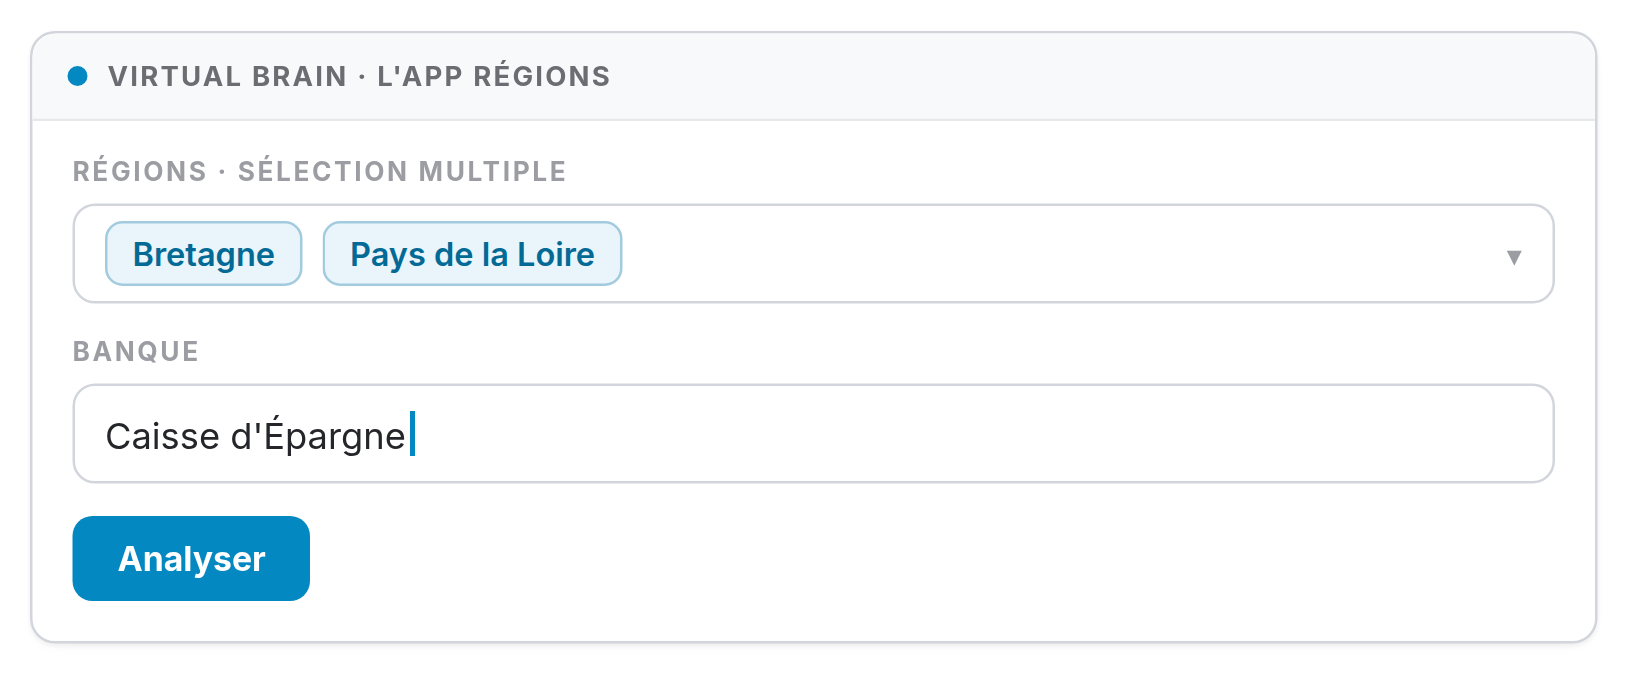 VIRTUAL BRAIN · L'APP RÉGIONS
RÉGIONS · SÉLECTION MULTIPLE
Bretagne Pays de la Loire ▼
BANQUE
Caisse d'Épargne
Analyser